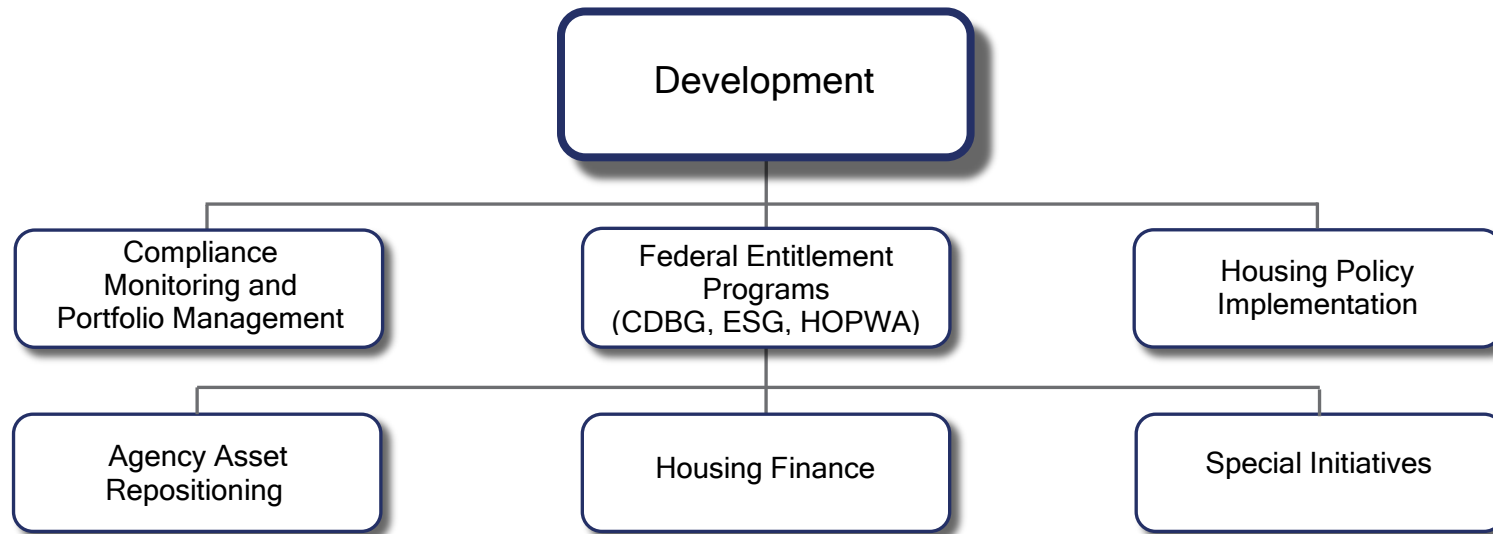 Development
Compliance
Monitoring and
Portfolio Management
Federal Entitlement
Programs
(CDBG, ESG, HOPWA)
Housing Policy
Implementation
Agency Asset
Repositioning
Housing Finance
Special Initiatives